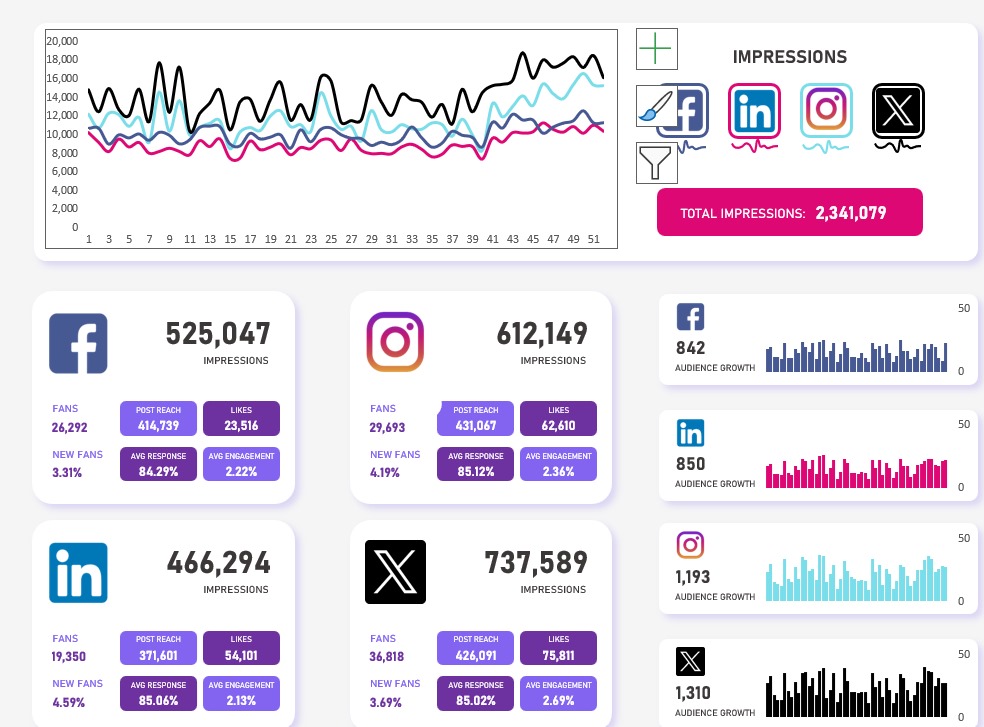 20,000
18,000
16,000
14,000
12,000
10,000
8,000
6,000
4,000
2,000
0
1 3 5 7 9 11 13 15 17 19 21 23 25 27 29 31 33 35 37 39 41 43 45 47 49 51
IMPRESSIONS
f in X
TOTAL IMPRESSIONS: 2,341,079
f
525,047
IMPRESSIONS
FANS
26,292
POST REACH
414,739
LIKES
23,516
NEW FANS
3.31%
AVG RESPONSE
84.29%
AVG ENGAGEMENT
2.22%
612,149
IMPRESSIONS
FANS
29,693
POST REACH
431,067
LIKES
62,610
NEW FANS
4.19%
AVG RESPONSE
85.12%
AVG ENGAGEMENT
2.36%
f
842
AUDIENCE GROWTH
50
0
in
850
AUDIENCE GROWTH
50
0
in
466,294
IMPRESSIONS
FANS
19,350
POST REACH
371,601
LIKES
54,101
NEW FANS
4.59%
AVG RESPONSE
85.06%
AVG ENGAGEMENT
2.13%
X
737,589
IMPRESSIONS
FANS
36,818
POST REACH
426,091
LIKES
75,811
NEW FANS
3.69%
AVG RESPONSE
85.02%
AVG ENGAGEMENT
2.69%
1,193
AUDIENCE GROWTH
50
0
X
1,310
AUDIENCE GROWTH
50
0